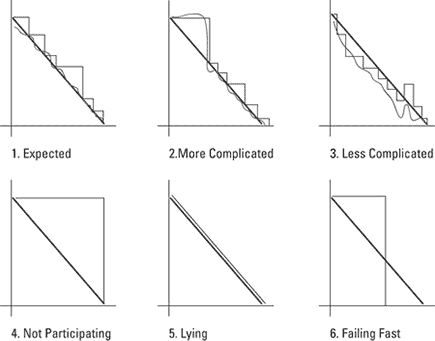 1. Expected
2.More Complicated
3. Less Complicated
4. Not Participating
5. Lying
6. Failing Fast